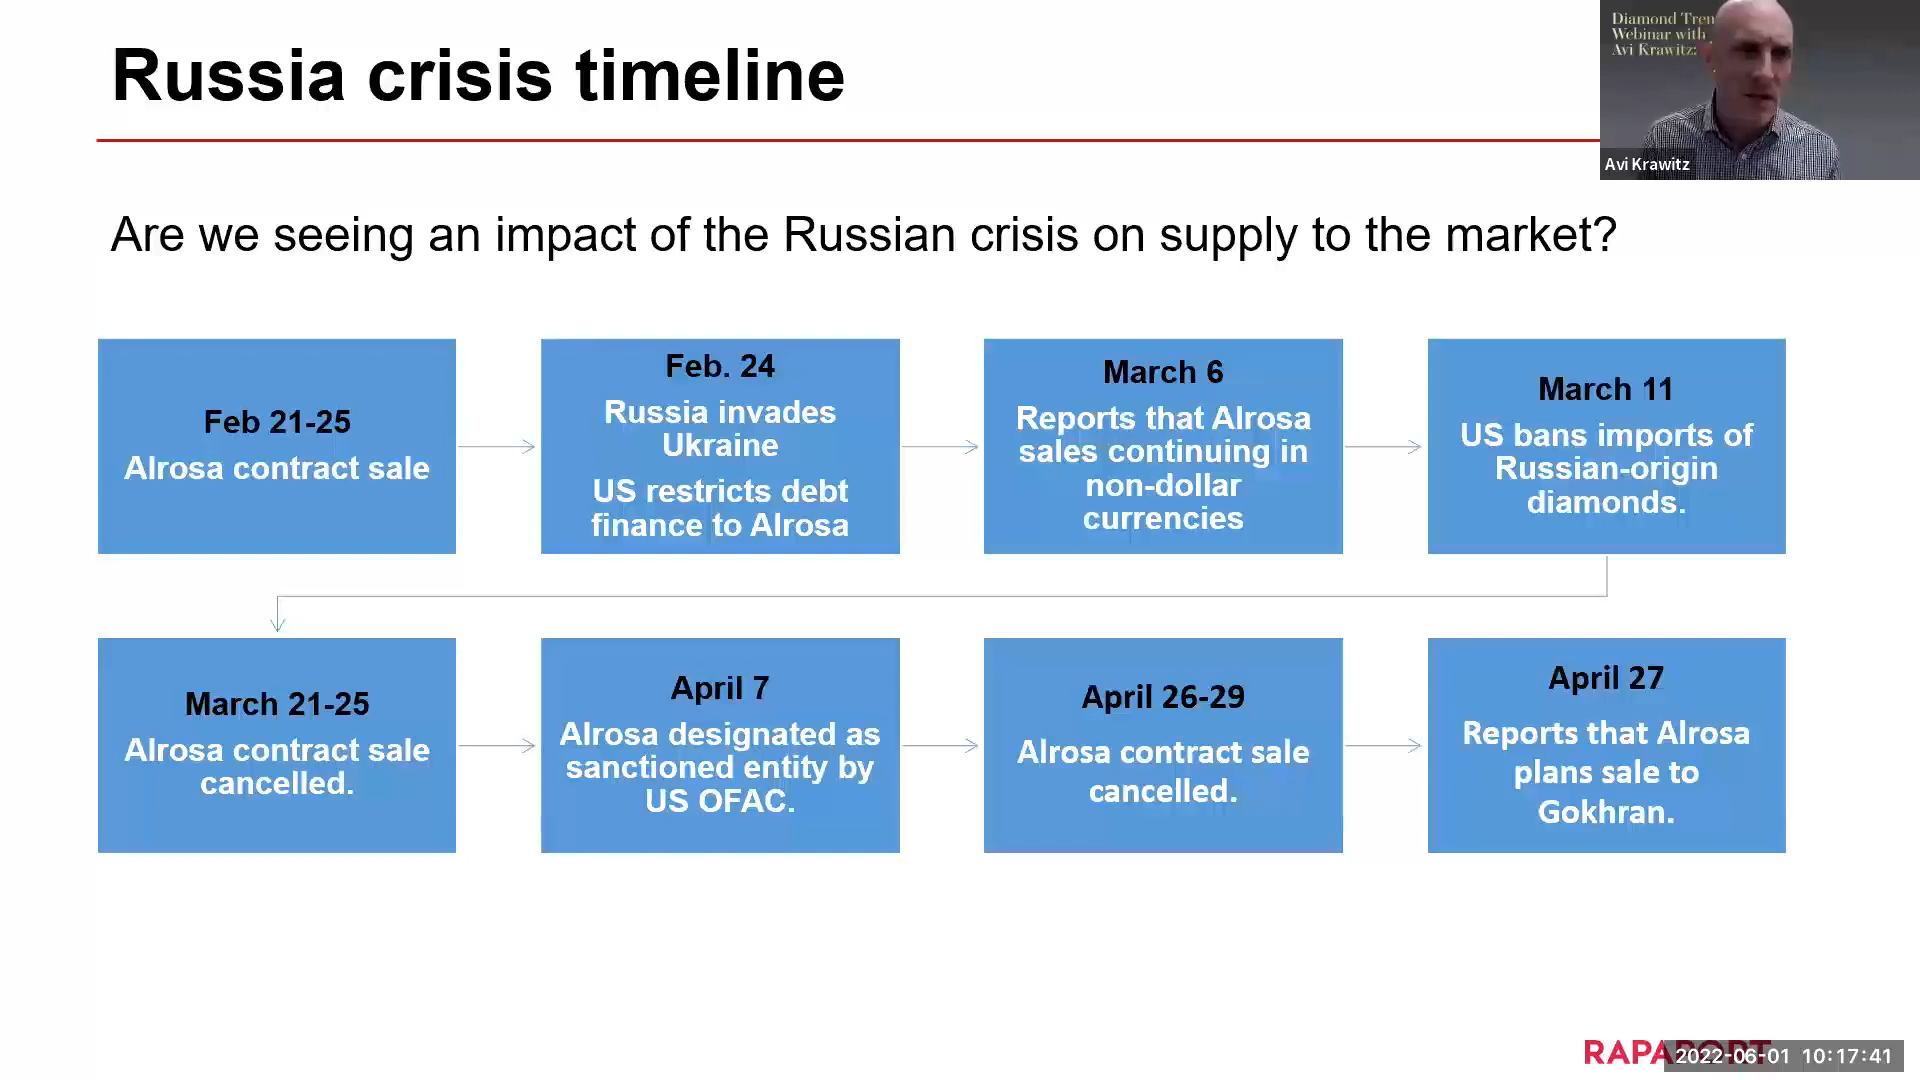 Russia crisis timeline
Diamond Tren
Webinar with
Avi Krawitz:
Avi Krawitz
Are we seeing an impact of the Russian crisis on supply to the market?
Feb 21-25
Alrosa contract sale
Feb. 24
Russia invades
Ukraine
US restricts debt
finance to Alrosa
March 6
Reports that Alrosa
sales continuing in
non-dollar
currencies
March 11
US bans imports of
Russian-origin
diamonds.
March 21-25
Alrosa contract sale
cancelled.
April 7
Alrosa designated as
sanctioned entity by
US OFAC.
April 26-29
Alrosa contract sale
cancelled.
April 27
Reports that Alrosa
plans sale to
Gokhran.
RAPAPORT
2022-06-01 10:17:41